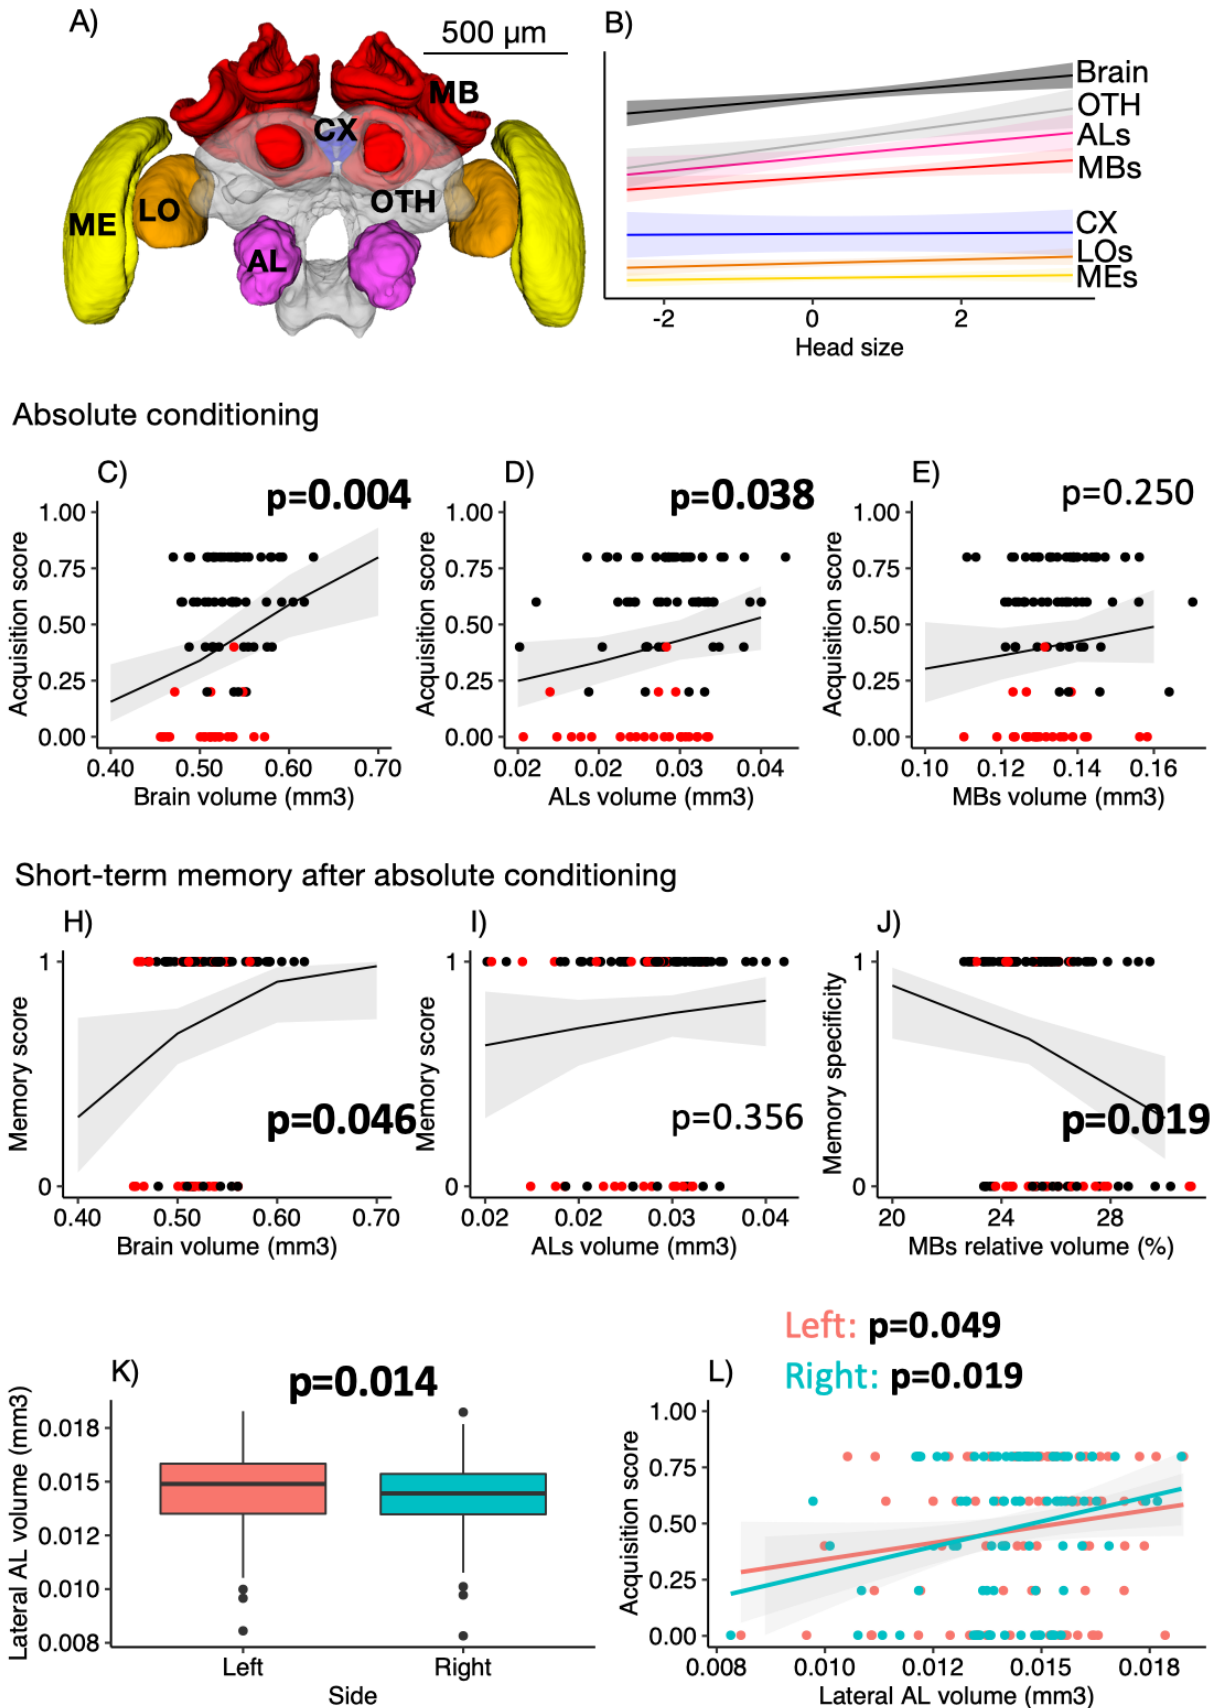 A)
500 µm
MB
CX
ME
LO
OTH
AL
B)
Brain
OTH
ALs
MBs
CX
LOs
MEs
-2 0 2
Head size
Absolute conditioning
C)
p=0.004
Acquisition score
1.00
0.75
0.50
0.25
0.00
0.40 0.50 0.60 0.70
Brain volume (mm3)
D)
p=0.038
Acquisition score
1.00
0.75
0.50
0.25
0.00
0.02 0.02 0.03 0.04
ALs volume (mm3)
E)
p=0.250
Acquisition score
1.00
0.75
0.50
0.25
0.00
0.10 0.12 0.14 0.16
MBs volume (mm3)
Short-term memory after absolute conditioning
H)
Memory score
1
0
p=0.046
0.40 0.50 0.60 0.70
Brain volume (mm3)
I)
Memory score
1
0
p=0.356
0.02 0.02 0.03 0.04
ALs volume (mm3)
J)
Memory specificity
1
0
p=0.019
20 24 28
MBs relative volume (%)
K)
p=0.014
Lateral AL volume (mm3)
0.018
0.015
0.012
0.010
0.008
Left Right
Side
Left: p=0.049
Right: p=0.019
L)
Acquisition score
1.00
0.75
0.50
0.25
0.00
0.008 0.010 0.012 0.015 0.018
Lateral AL volume (mm3)